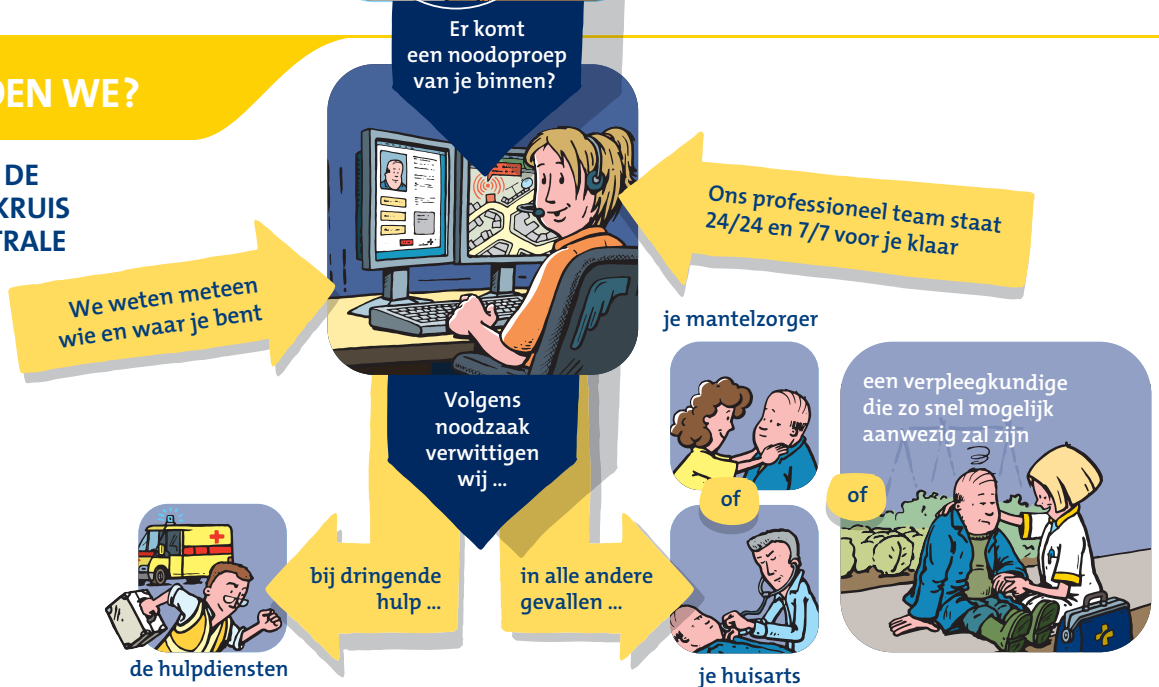 Er komt
een noodoproep
van je binnen?
DEN WE?
DE
KRUIS
TRALE
We weten meteen
wie en waar je bent
Ons professioneel team staat
24/24 en 7/7 voor je klaar
Volgens
noodzaak
verwittigen
wij ...
bij dringende
hulp ...
de hulpdiensten
in alle andere
gevallen ...
je mantelzorger
of
je huisarts
of
een verpleegkundige
die zo snel mogelijk
aanwezig zal zijn